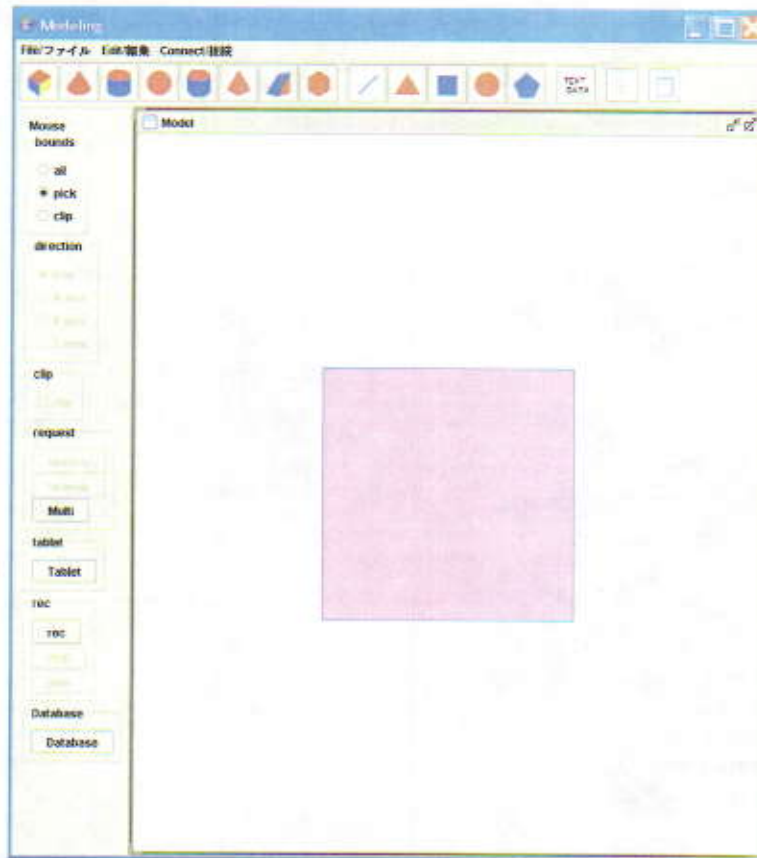 Modeling
File/ファイル Edit/編集 Connect/接続
TEXT DATA
Mouse bounds
all
pick
clip
direction
clip
request
Multi
tablet
Tablet
rec
rec
Database
Database
Model